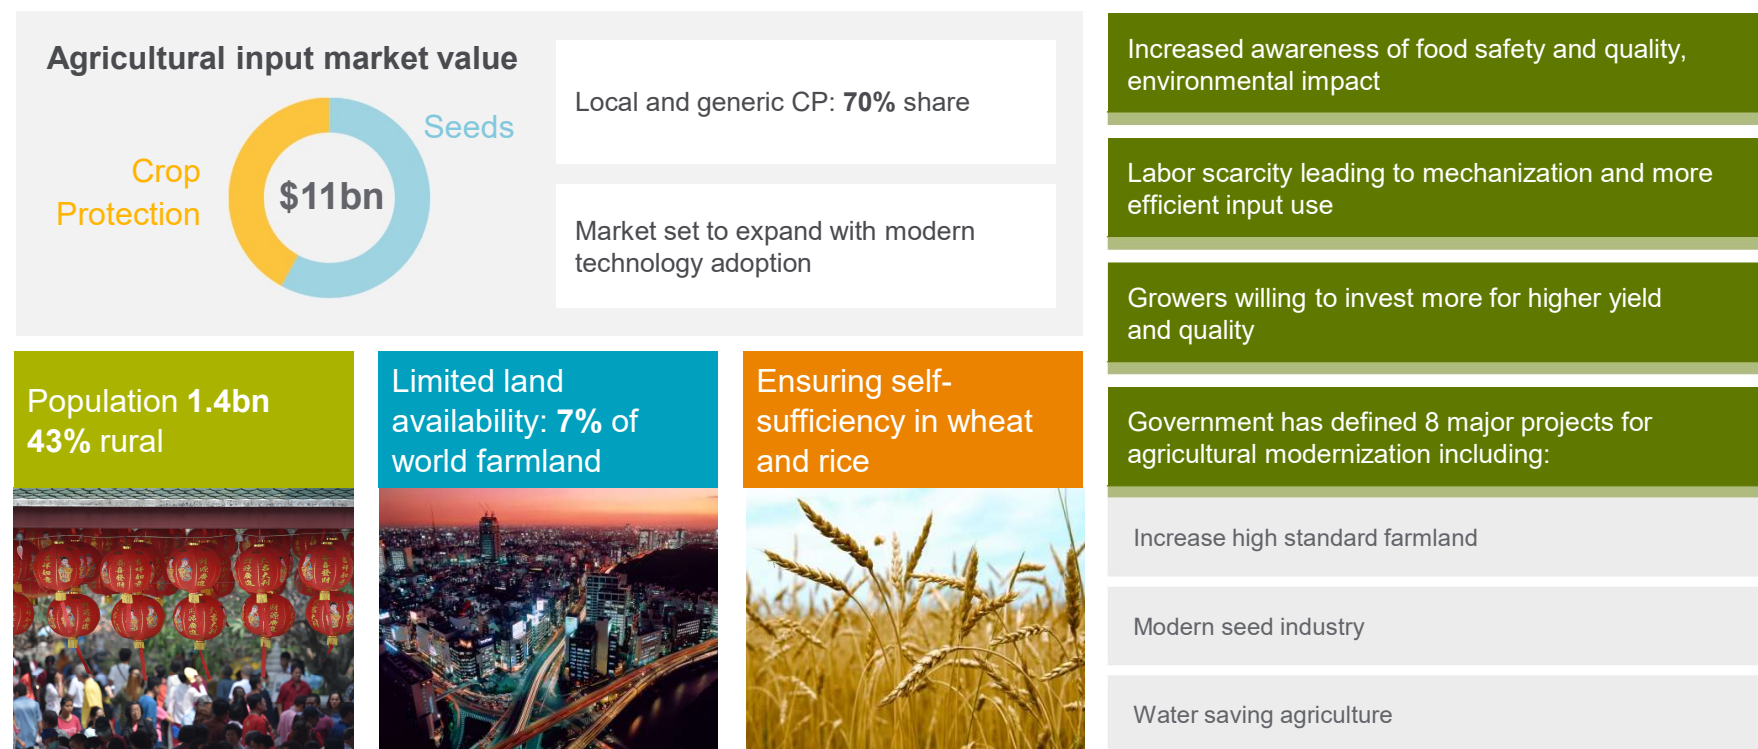 Agricultural input market value
Seeds
Crop
Protection
$11bn
Local and generic CP: 70% share
Market set to expand with modern
technology adoption
Population 1.4bn
43% rural
Limited land
availability: 7% of
world farmland
Ensuring self-
sufficiency in wheat
and rice
Increased awareness of food safety and quality,
environmental impact
Labor scarcity leading to mechanization and more
efficient input use
Growers willing to invest more for higher yield
and quality
Government has defined 8 major projects for
agricultural modernization including:
Increase high standard farmland
Modern seed industry
Water saving agriculture